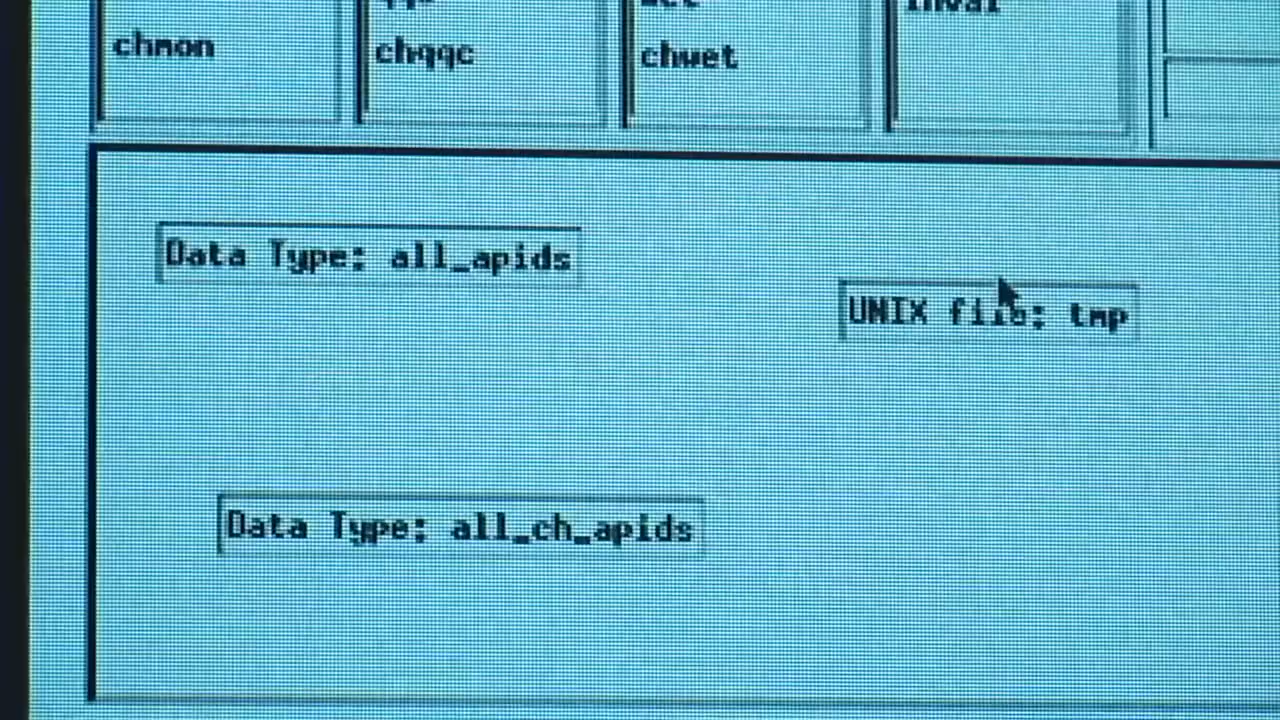 chmon
chqqc
chwet
Data Type: all_apids
UNIX file: tmp
Data Type: all_ch_apids